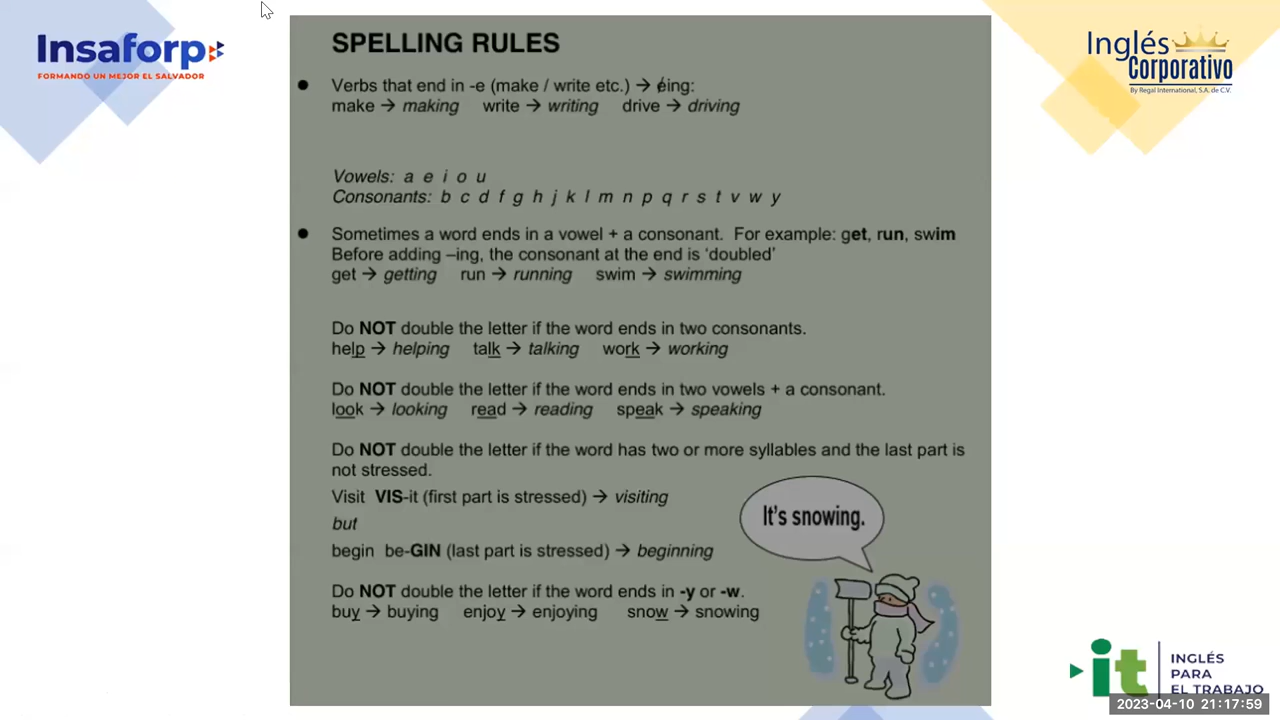 Insaforp
FORMANDO UN MEJOR EL SALVADOR
Inglés
Corporativo
By Regal International, S.A. de C.V.
SPELLING RULES
● Verbs that end in -e (make / write etc.) → éing:
make → making write → writing drive → driving
Vowels: a e i o u
Consonants: b c d f g h j k l m n p q r s t v w y
● Sometimes a word ends in a vowel + a consonant. For example: get, run, swim
Before adding –ing, the consonant at the end is ‘doubled’
get → getting run → running swim → swimming
Do NOT double the letter if the word ends in two consonants.
help → helping talk → talking work → working
Do NOT double the letter if the word ends in two vowels + a consonant.
look → looking read → reading speak → speaking
Do NOT double the letter if the word has two or more syllables and the last part is
not stressed.
Visit VIS-it (first part is stressed) → visiting
but
begin be-GIN (last part is stressed) → beginning
Do NOT double the letter if the word ends in -y or -w.
buy → buying enjoy → enjoying snow → snowing
It's snowing.
it
INGLÉS
PARA
EL TRABAJO
2023-04-10 21:17:59